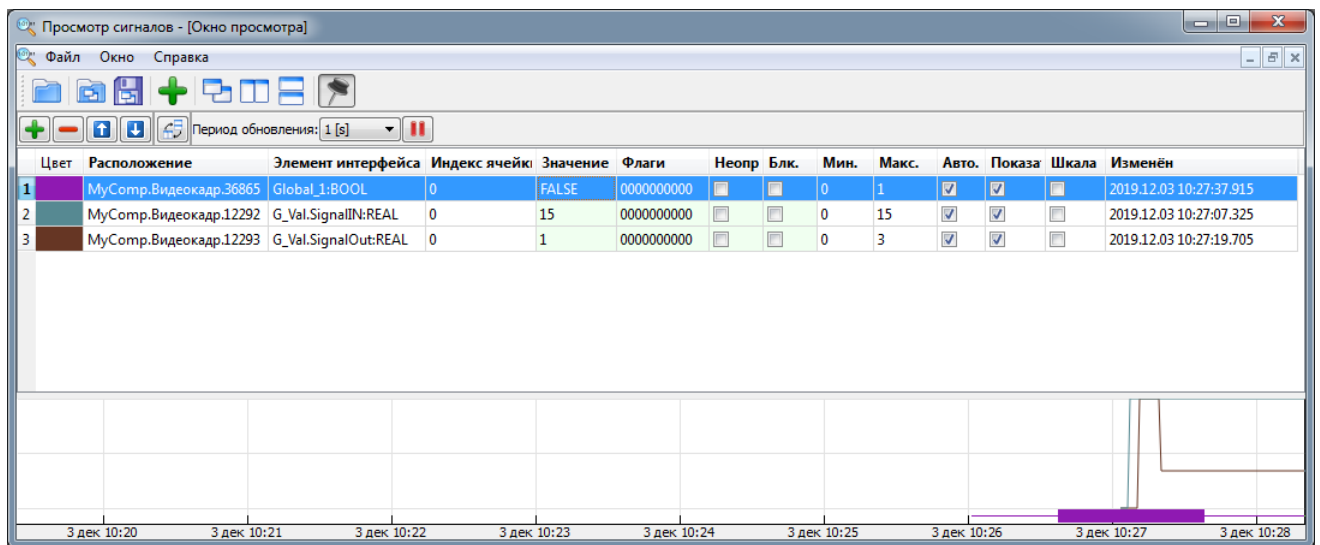 Просмотр сигналов - [Окно просмотра]
Файл Окно Справка
Период обновления: 1 [s]
Цвет Расположение Элемент интерфейса Индекс ячейкι Значение Флаги Неопр Блк. Мин. Макс. Авто. Показа Шкала Изменён
1 MyComp.Видеокадр.36865 Global_1:BOOL 0 FALSE 0000000000 0 1 2019.12.03 10:27:37.915
2 MyComp.Видеокадр.12292 G_Val.SignalIN:REAL 0 15 0000000000 0 15 2019.12.03 10:27:07.325
3 MyComp.Видеокадр.12293 G_Val.SignalOut:REAL 0 1 0000000000 0 3 2019.12.03 10:27:19.705
3 дек 10:20 3 дек 10:21 3 дек 10:22 3 дек 10:23 3 дек 10:24 3 дек 10:25 3 дек 10:26 3 дек 10:27 3 дек 10:28